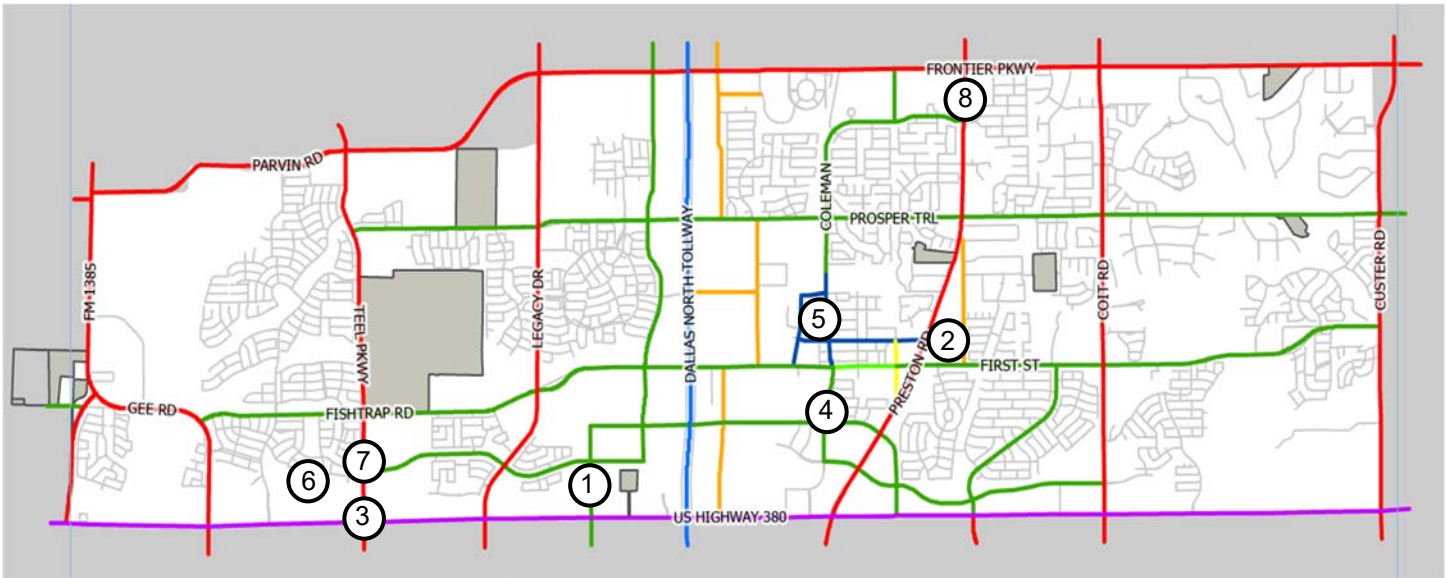 FRONTIER PKWY
8
PARVIN RD
COLEMAN
PROSPER TRL
DALLAS NORTH TOLLWAY
FM 1385
TEEL PKWY
LEGACY DR
COIT RD
CUSTER RD
5
2
PRESTON RD
FIRST ST
GEE RD
FISHTRAP RD
4
7
6
1
3
US HIGHWAY 380